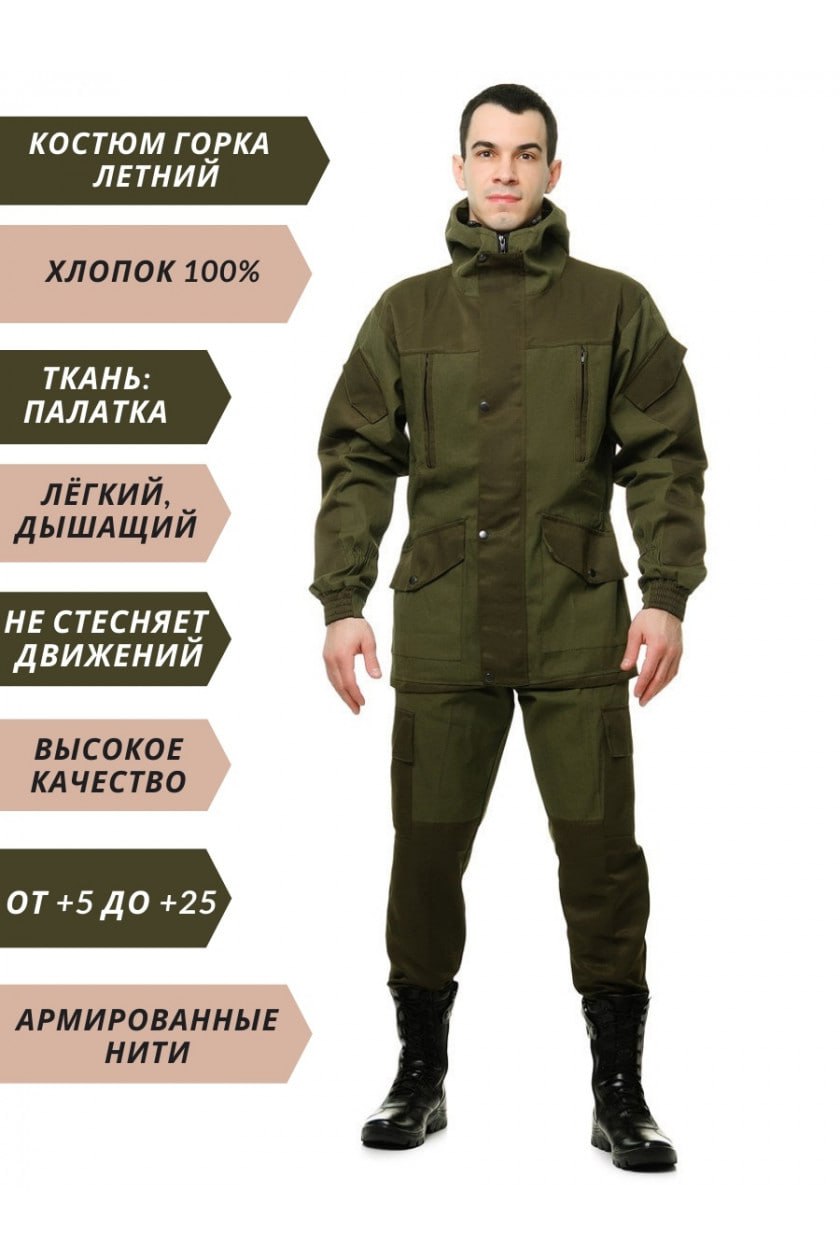 КОСТЮМ ГОРКА
ЛЕТНИЙ
ХЛОПОК 100%
ТКАНЬ:
ПАЛАТКА
ЛЁГКИЙ,
ДЫШАЩИЙ
НЕ СТЕСНЯЕТ
ДВИЖЕНИЙ
ВЫСОКОЕ
КАЧЕСТВО
ОТ +5 ДО +25
АРМИРОВАННЫЕ
НИТИ